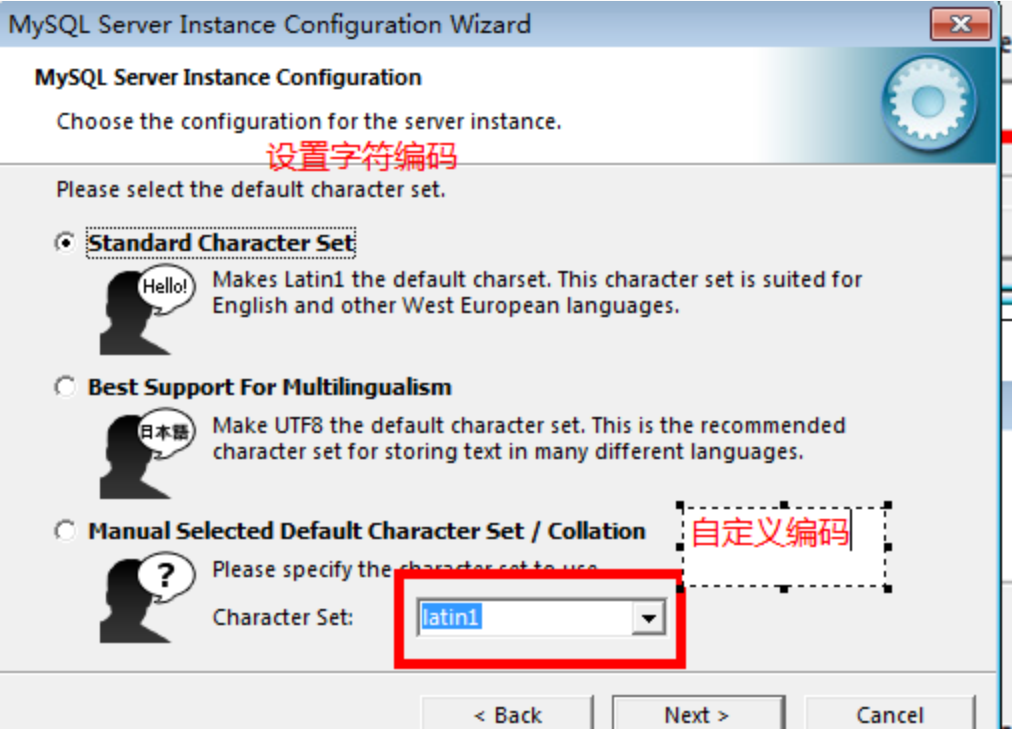 MySQL Server Instance Configuration Wizard
MySQL Server Instance Configuration
Choose the configuration for the server instance.
设置字符编码
Please select the default character set.
Standard Character Set
Hello!
Makes Latin1 the default charset. This character set is suited for
English and other West European languages.
Best Support For Multilingualism
日本語
Make UTF8 the default character set. This is the recommended
character set for storing text in many different languages.
Manual Selected Default Character Set / Collation
自定义编码
?
Please specify the character set to use.
Character Set:
latin1
< Back
Next >
Cancel